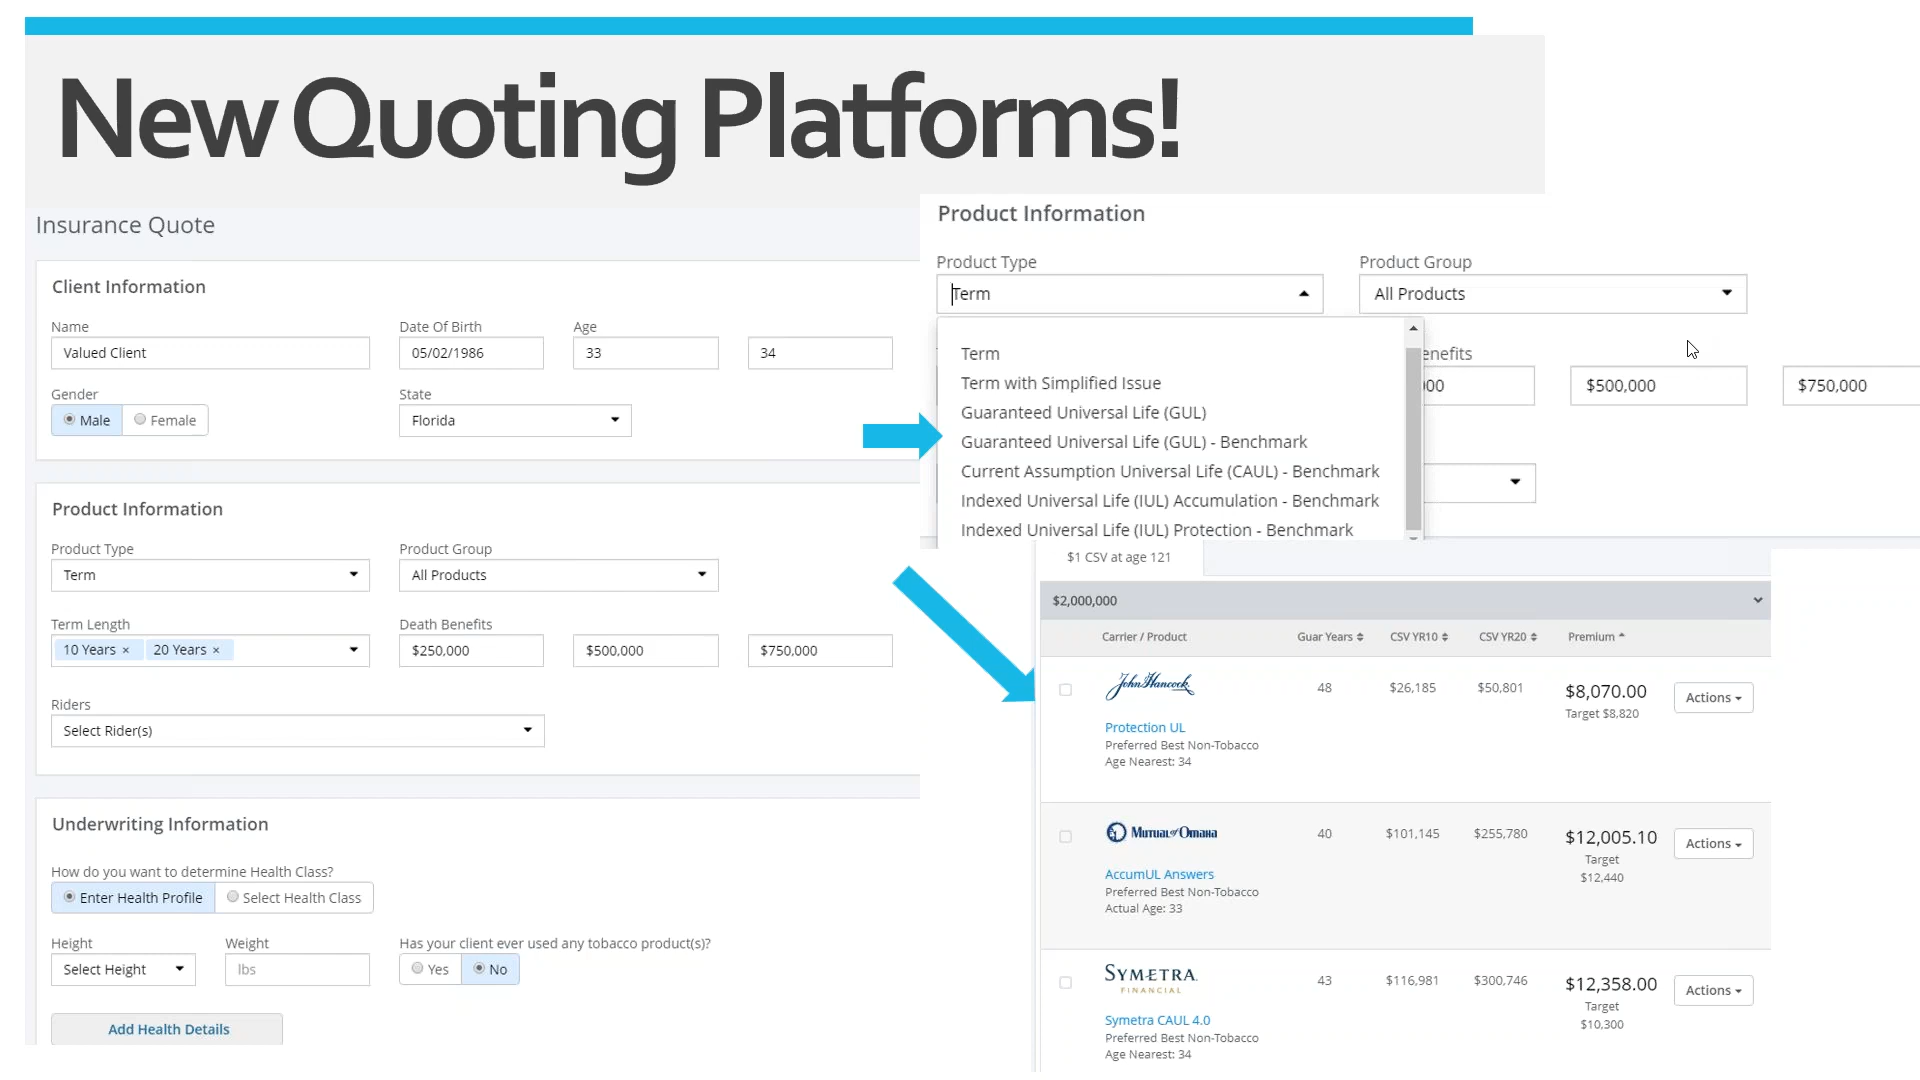 New Quoting Platforms!
Insurance Quote
Client Information
Name
Date Of Birth
Age
Valued Client
05/02/1986
33
34
Gender
State
Male
Female
Florida
Product Information
Product Type
Product Group
Term
All Products
Term Length
Death Benefits
10 Years ×
20 Years ×
$250,000
$500,000
$750,000
Riders
Select Rider(s)
Underwriting Information
How do you want to determine Health Class?
Enter Health Profile
Select Health Class
Height
Weight
Has your client ever used any tobacco product(s)?
Select Height
lbs
Yes
No
Add Health Details
Product Information
Product Type
Product Group
Term
All Products
Term
Term with Simplified Issue
Guaranteed Universal Life (GUL)
Guaranteed Universal Life (GUL) - Benchmark
Current Assumption Universal Life (CAUL) - Benchmark
Indexed Universal Life (IUL) Accumulation - Benchmark
Indexed Universal Life (IUL) Protection - Benchmark
enefits
00
$500,000
$750,000
$1 CSV at age 121
$2,000,000
Carrier / Product
Guar Years
CSV YR10
CSV YR20
Premium
John Hancock
48
$26,185
$50,801
$8,070.00
Target $8,820
Actions
Protection UL
Preferred Best Non-Tobacco
Age Nearest: 34
Mutual of Omaha
40
$101,145
$255,780
$12,005.10
Target
$12,440
Actions
AccumUL Answers
Preferred Best Non-Tobacco
Actual Age: 33
SYMETRA
FINANCIAL
43
$116,981
$300,746
$12,358.00
Target
$10,300
Actions
Symetra CAUL 4.0
Preferred Best Non-Tobacco
Age Nearest: 34